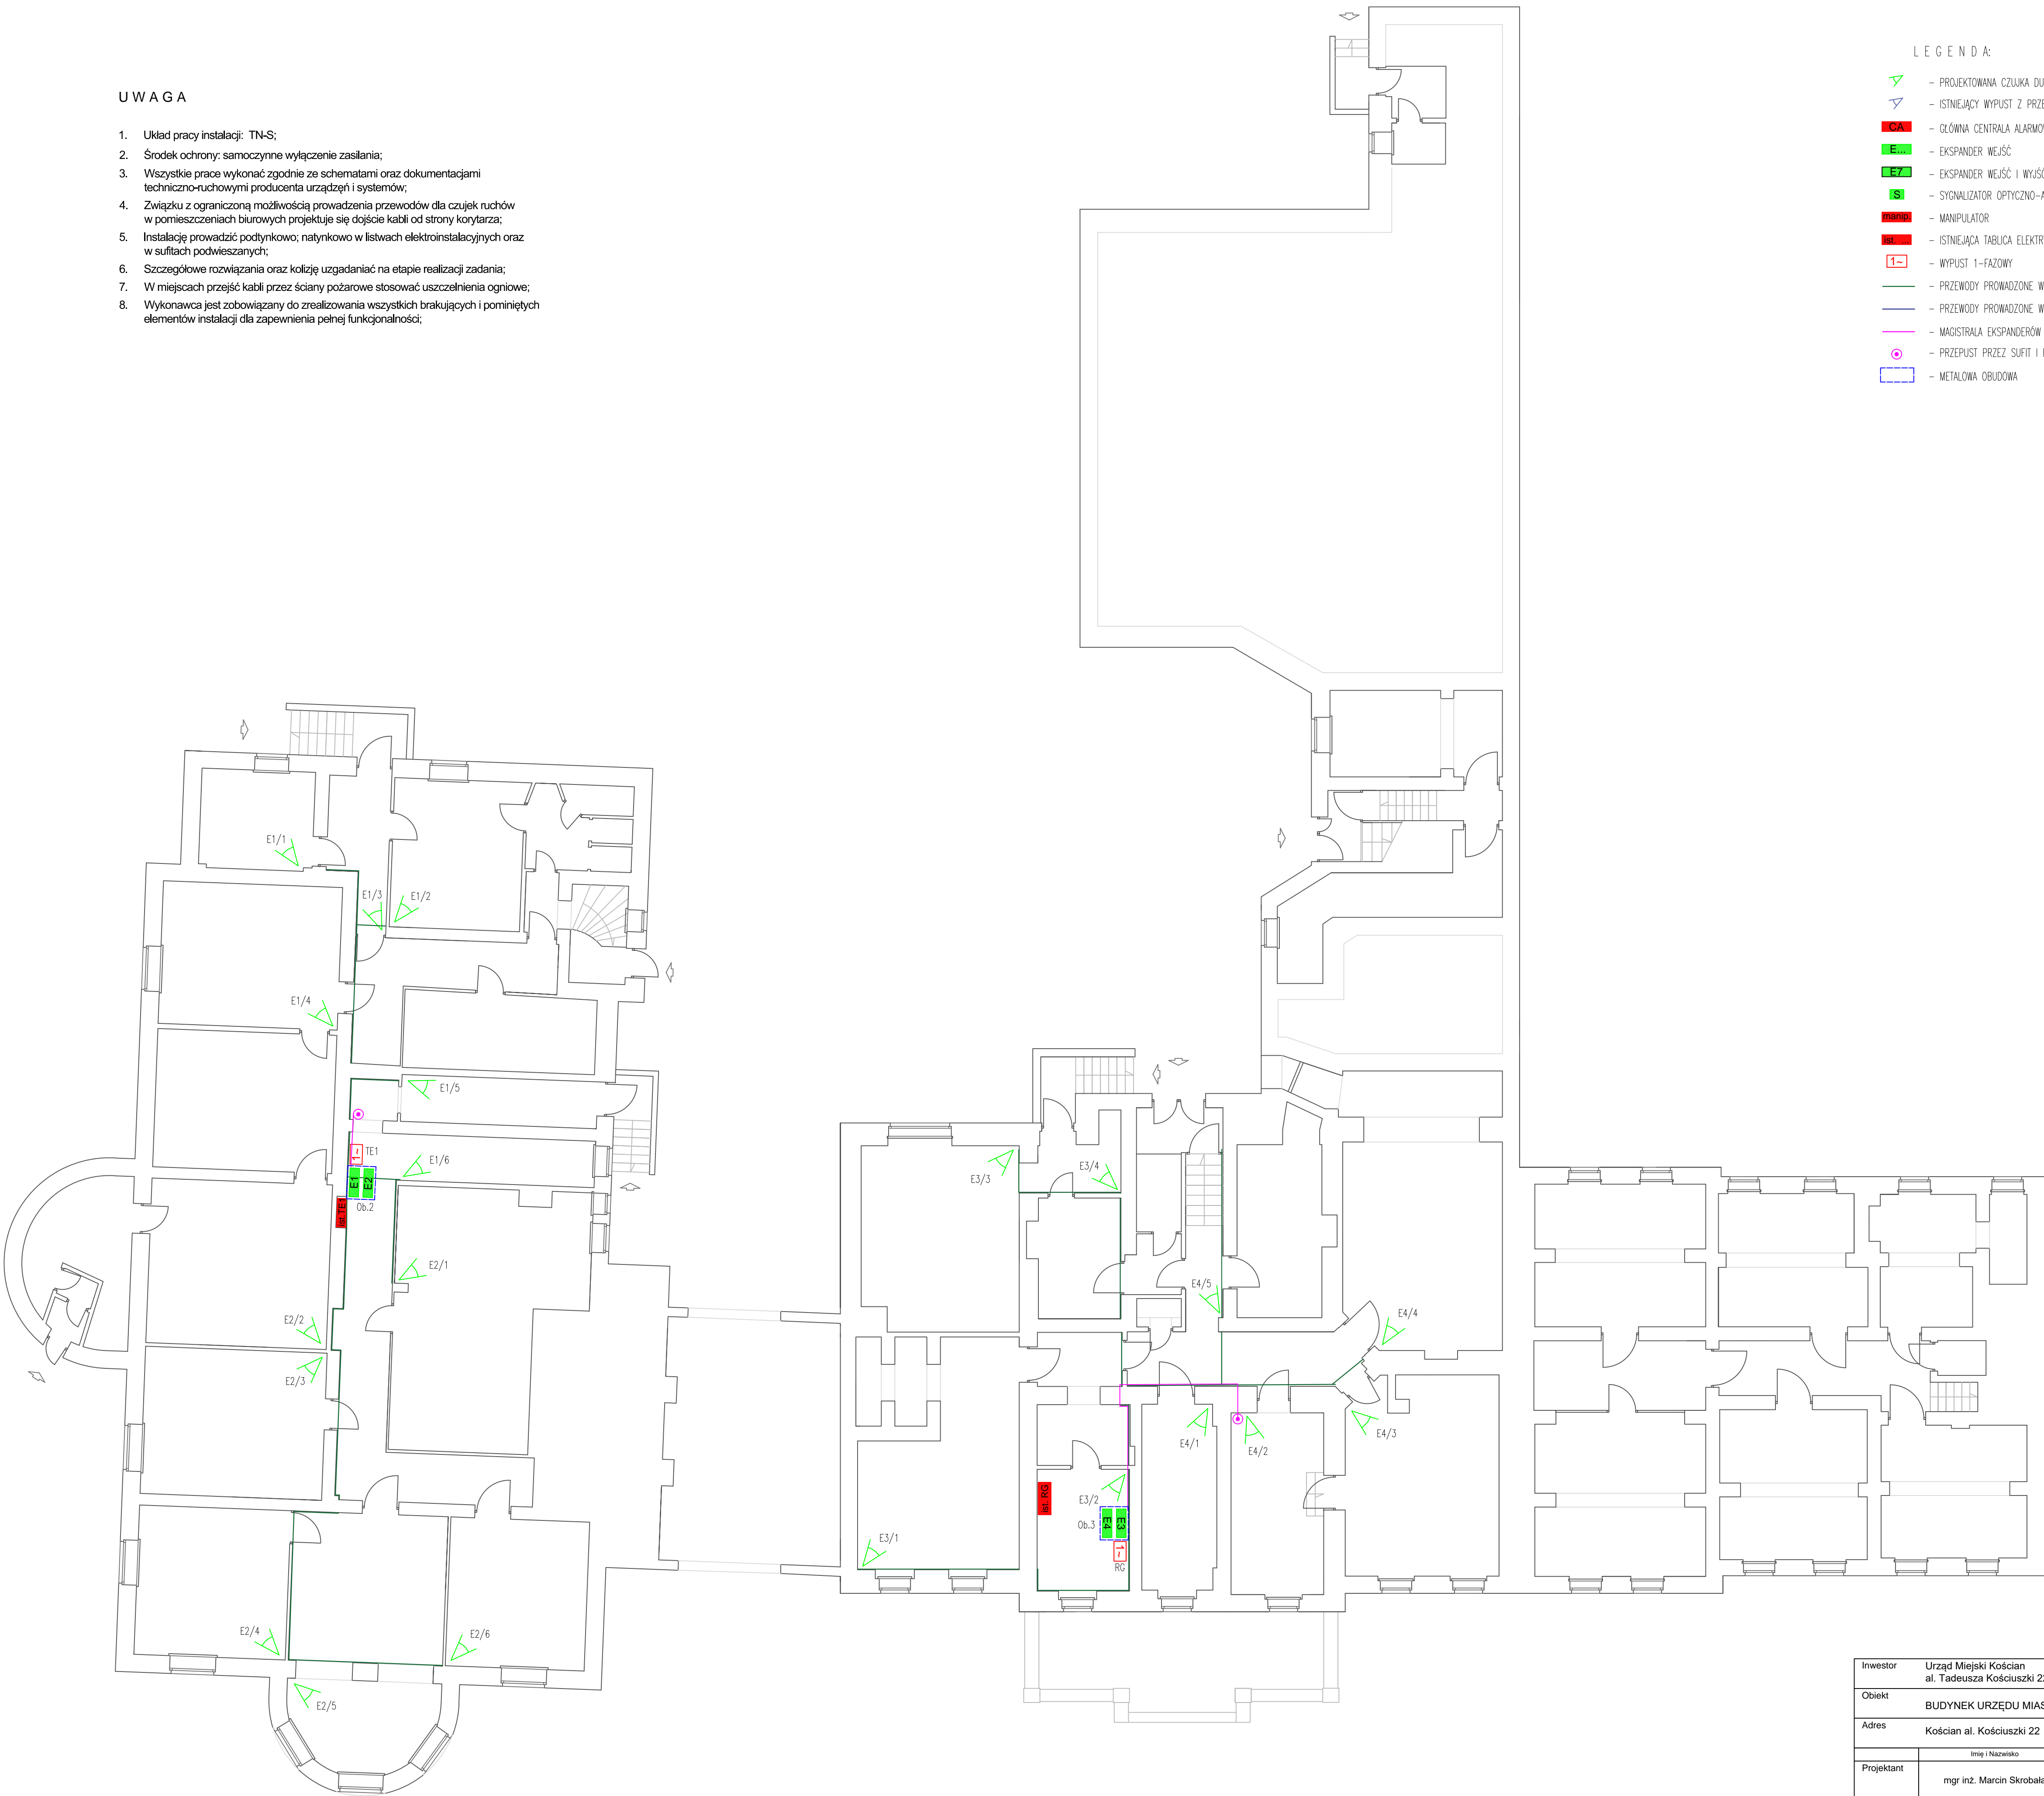 UWAGA
1. Układ pracy instalacji: TN-S;
2. Środek ochrony: samoczynne wyłączenie zasilania;
3. Wszystkie prace wykonać zgodnie ze schematami oraz dokumentacjami
techniczno-ruchowymi producenta urządzeń i systemów;
4. Związku z ograniczoną możliwością prowadzenia przewodów dla czujek ruchów
w pomieszczeniach biurowych projektuje się dojście kabli od strony korytarza;
5. Instalację prowadzić podtynkowo; natynkowo w listwach elektroinstalacyjnych oraz
w sufitach podwieszanych;
6. Szczegółowe rozwiązania oraz kolizję uzgadaniać na etapie realizacji zadania;
7. W miejscach przejść kabli przez ściany pożarowe stosować uszczelnienia ogniowe;
8. Wykonawca jest zobowiązany do zrealizowania wszystkich brakujących i pominiętych
elementów instalacji dla zapewnienia pełnej funkcjonalności;
LEGENDA:
- PROJEKTOWANA CZUJKA DU
- ISTNIEJĄCY WYPUST Z PRZE
CA - GŁÓWNA CENTRALA ALARMO
E... - EKSPANDER WEJŚĆ
E7 - EKSPANDER WEJŚĆ I WYJŚĆ
S - SYGNALIZATOR OPTYCZNO-A
manip. - MANIPULATOR
ist. ... - ISTNIEJĄCA TABLICA ELEKTR
1~ - WYPUST 1-FAZOWY
- PRZEWODY PROWADZONE W
- PRZEWODY PROWADZONE W
- MAGISTRALA EKSPANDERÓW
- PRZEPUST PRZEZ SUFIT I
- METALOWA OBUDOWA
E1/1
E1/3
E1/2
E1/4
E1/5
1~ TE1
E1/6
E1 E2
Ob.2
ist.TE1
E2/1
E2/2
E2/3
E2/4
E2/6
E2/5
E3/3
E3/4
E4/5
E4/4
E4/1
E4/2
E4/3
ist. RG
E3/2
Ob.3
E4 E3
1~
RG
E3/1
Inwestor Urząd Miejski Kościan
al. Tadeusza Kościuszki 22
Obiekt
BUDYNEK URZĘDU MIAS
Adres
Kościan al. Kościuszki 22
Imię i Nazwisko
Projektant
mgr inż. Marcin Skrobała